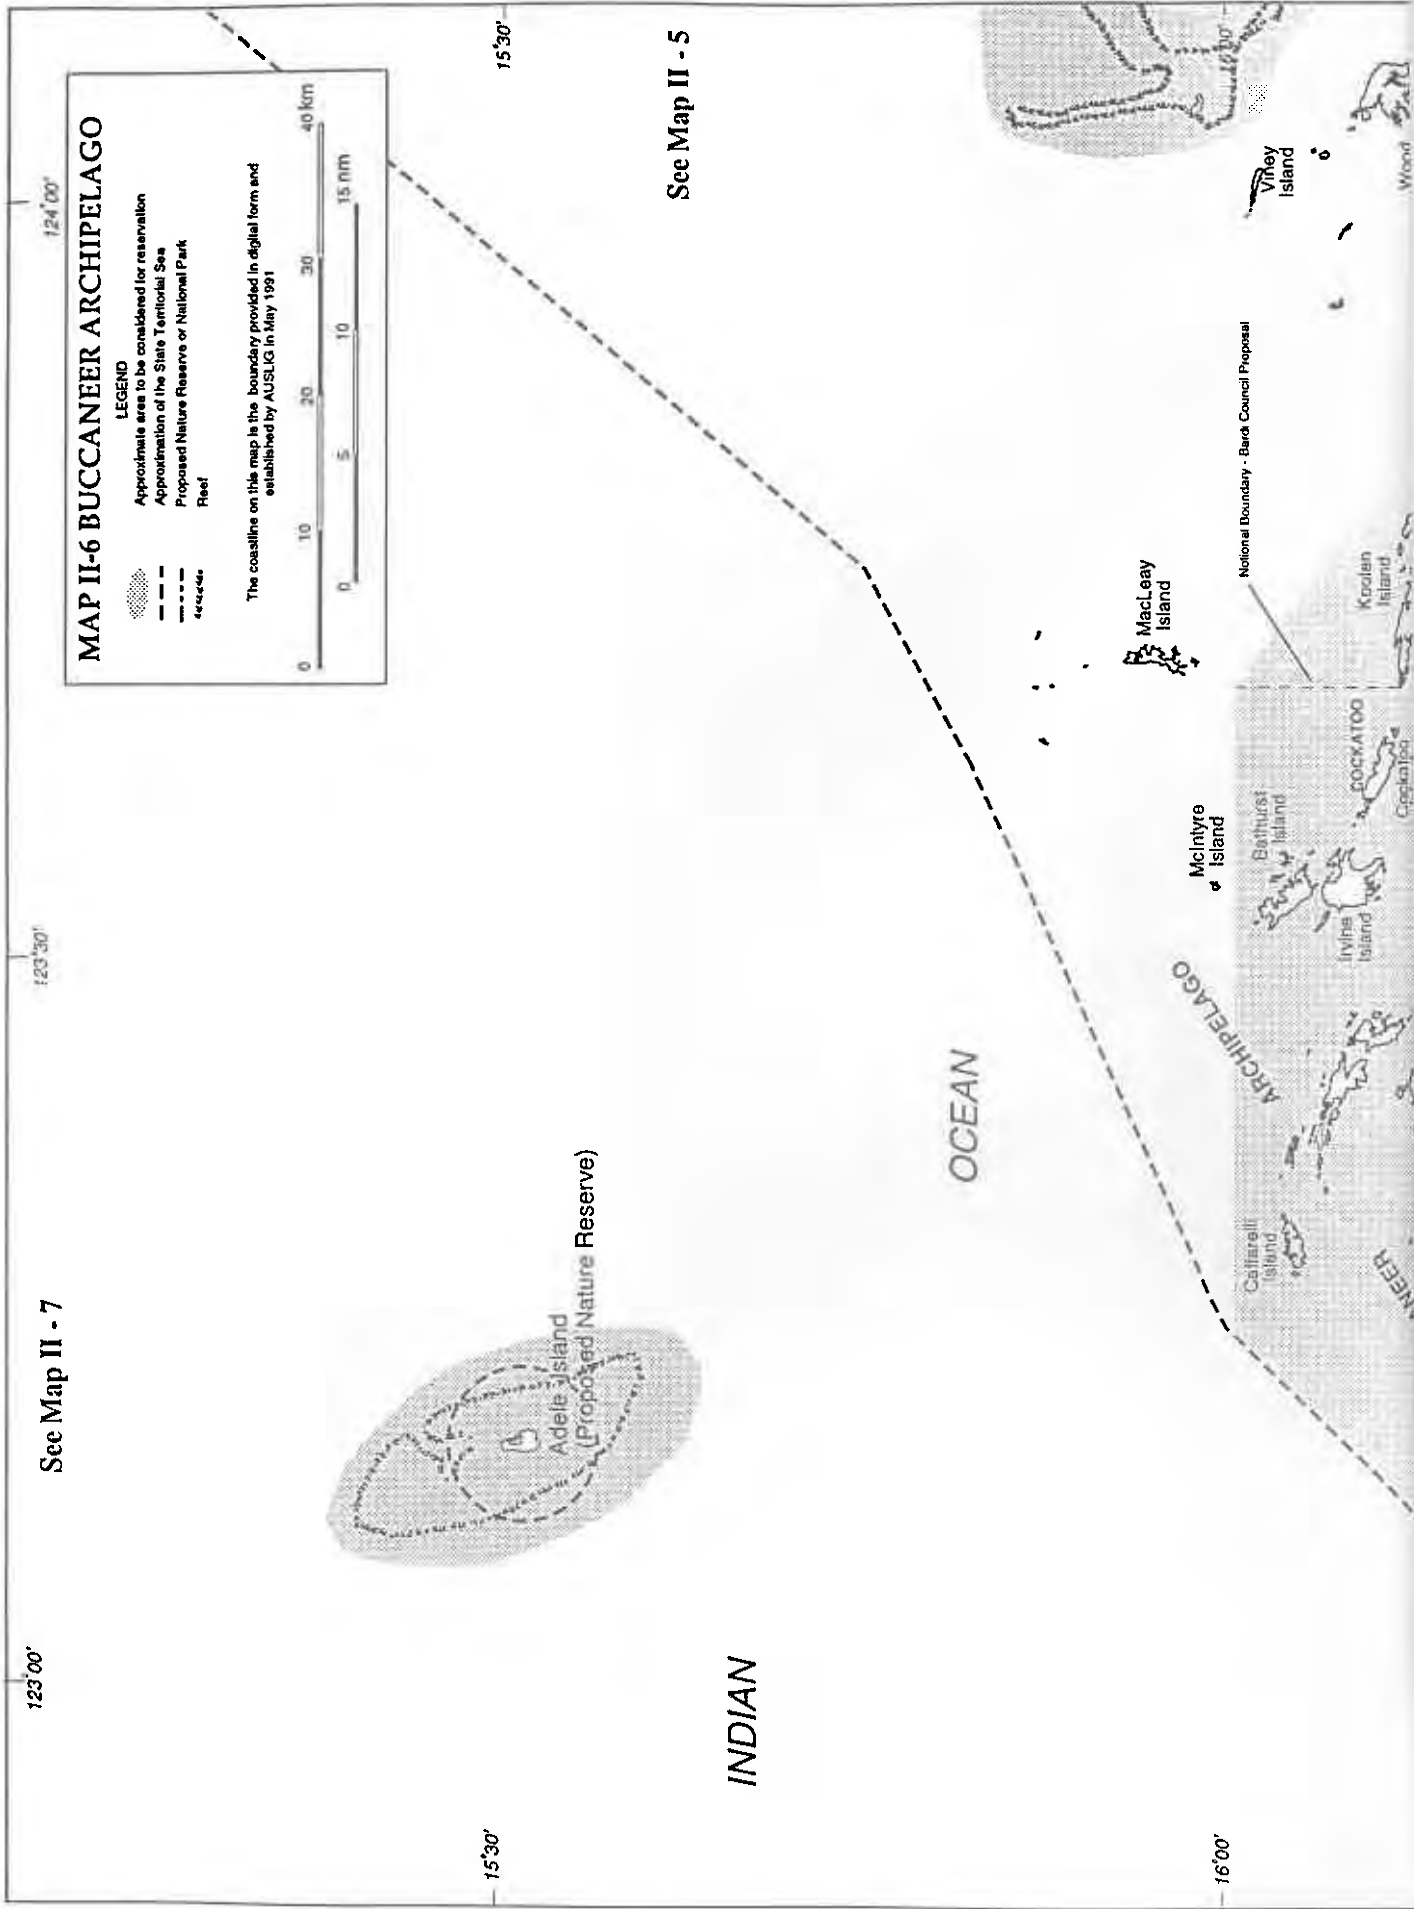 MAP II-6 BUCCANEER ARCHIPELAGO
LEGEND
Approximate area to be considered for reservation
Approximation of the State Territorial Sea
Proposed Nature Reserve or National Park
Reef
The coastline on this map is the boundary provided in digital form and
established by AUSLIG in May 1991
0 10 20 30 40 km
0 5 10 15 nm
See Map II - 7
123°00'
123°30'
124°00'
15°30'
15°30'
See Map II - 5
Adele Island
(Proposed Nature Reserve)
INDIAN
OCEAN
16°00'
16°00'
MacLeay
Island
McIntyre
Island
Viney
Island
Wood
Notional Boundary - Bardi Council Proposal
ARCHIPELAGO
Caffarelli
Island
Bathurst
Island
Irvine
Island
COCKATOO
Cockatoo
Koolan
Island
NEER